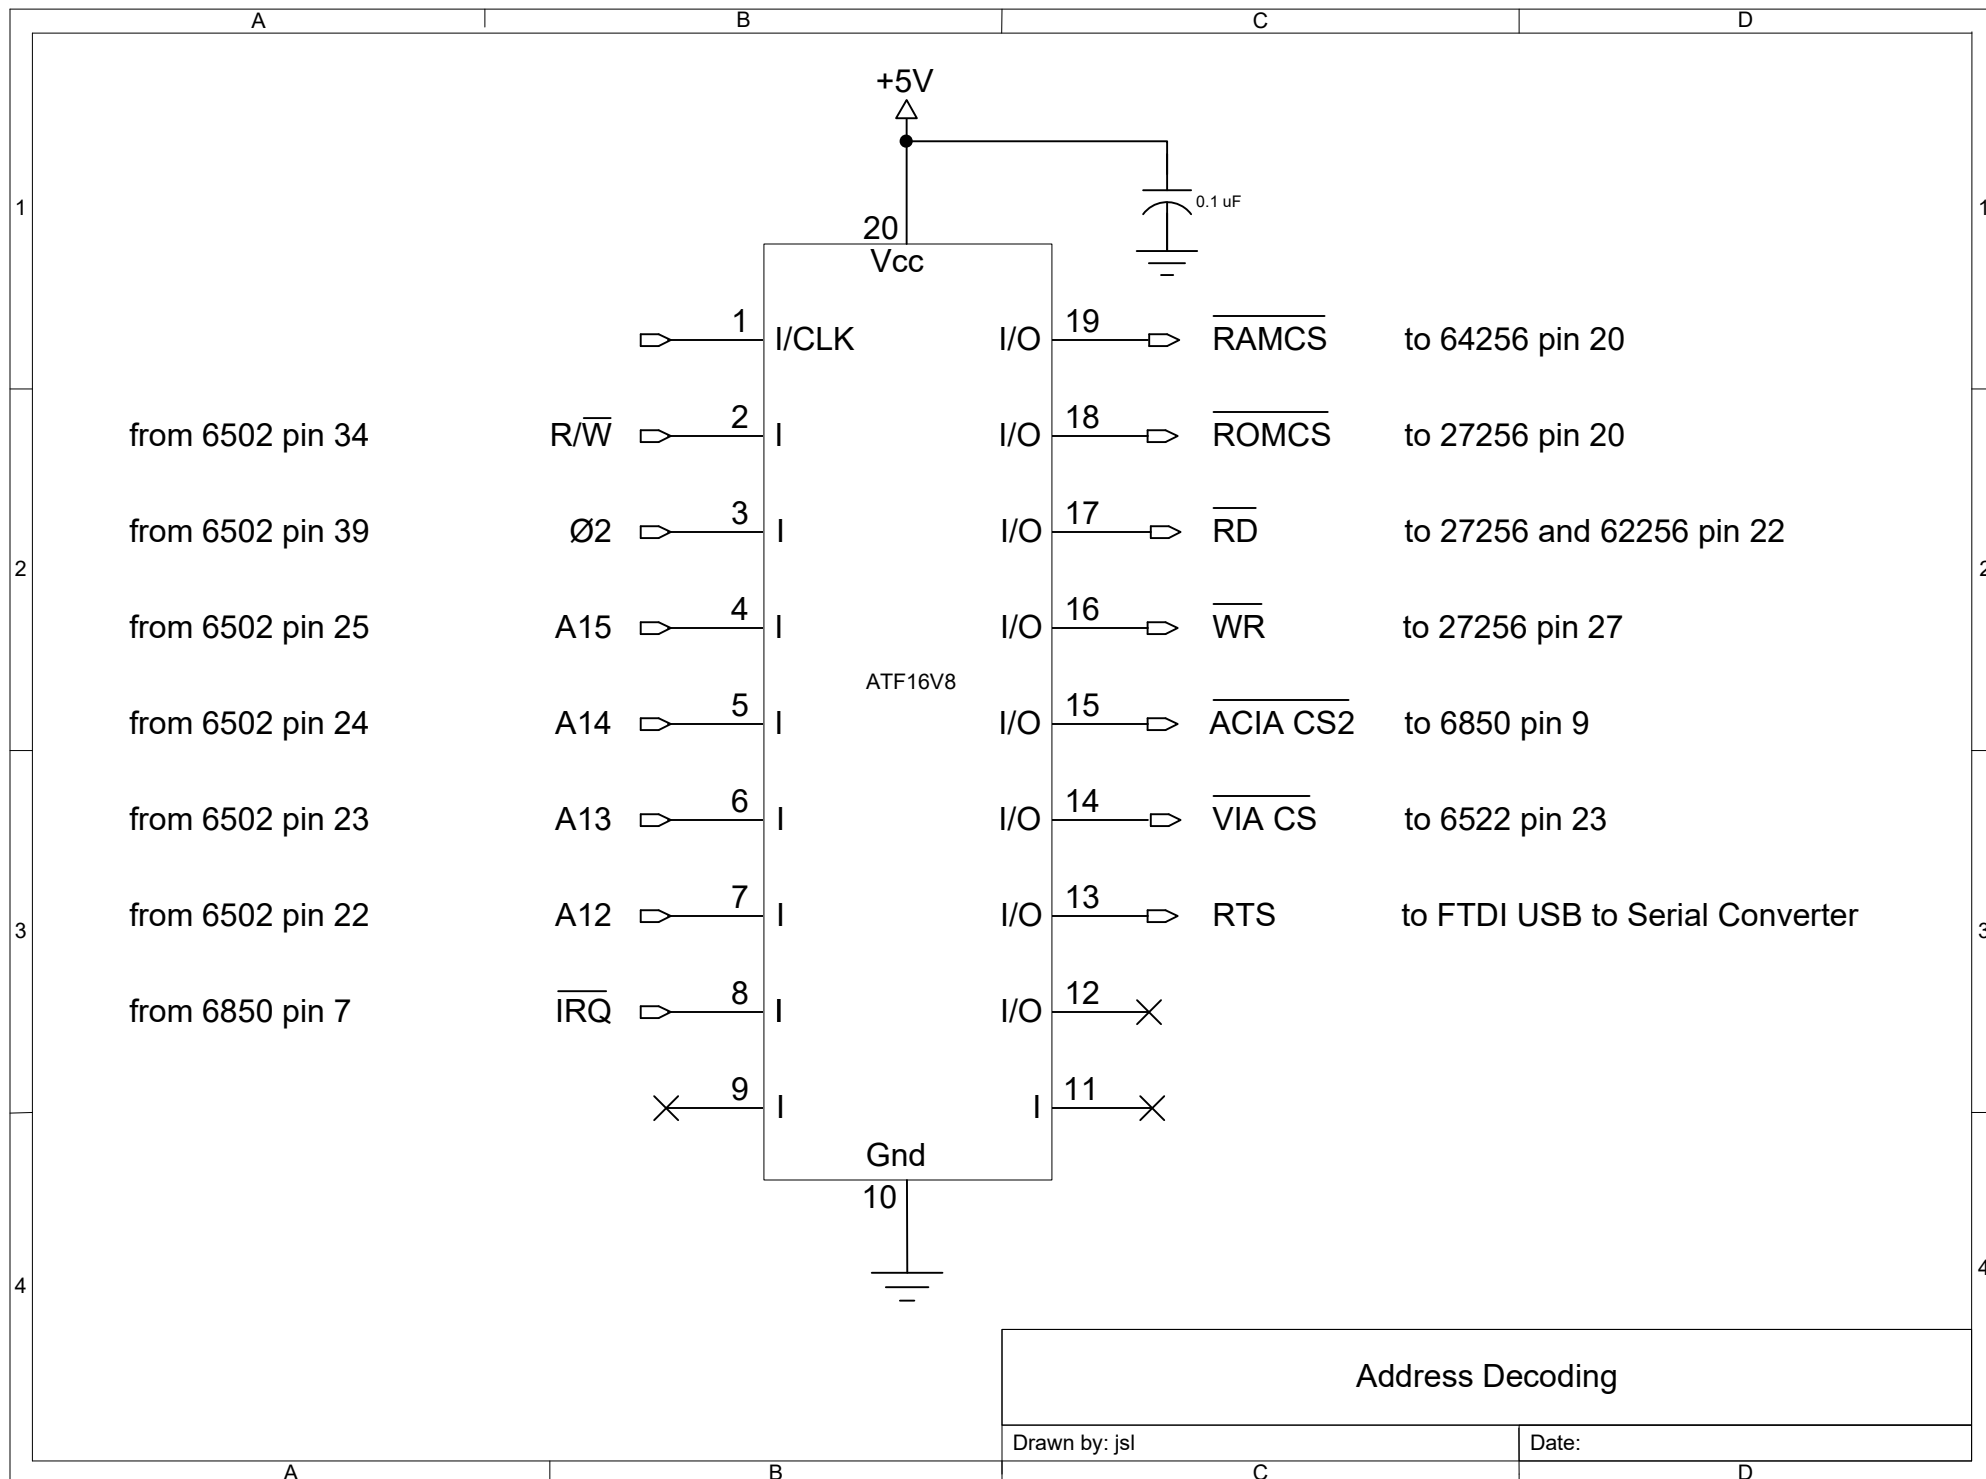 A B C D
+5V
1 0.1 uF 1
20
Vcc
1 I/CLK I/O 19 RAMCS to 64256 pin 20
from 6502 pin 34 R/W 2 I I/O 18 ROMCS to 27256 pin 20
from 6502 pin 39 Ø2 3 I I/O 17 RD to 27256 and 62256 pin 22
2 2
from 6502 pin 25 A15 4 I I/O 16 WR to 27256 pin 27
ATF16V8
from 6502 pin 24 A14 5 I I/O 15 ACIA CS2 to 6850 pin 9
from 6502 pin 23 A13 6 I I/O 14 VIA CS to 6522 pin 23
from 6502 pin 22 A12 7 I I/O 13 RTS to FTDI USB to Serial Converter
3 3
from 6850 pin 7 IRQ 8 I I/O 12
9 I I 11
Gnd
10
4 4
Address Decoding
Drawn by: jsl Date:
A B C D